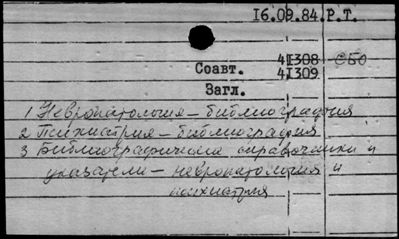 16.09.84.Р.Т.
41308 СБО
Соавт. 41309
Загл.
1 Невропатология – библиография
2 Психиатрия – библиография
3 Библиографические справочники и
указатели – невропатология и
психиатрия